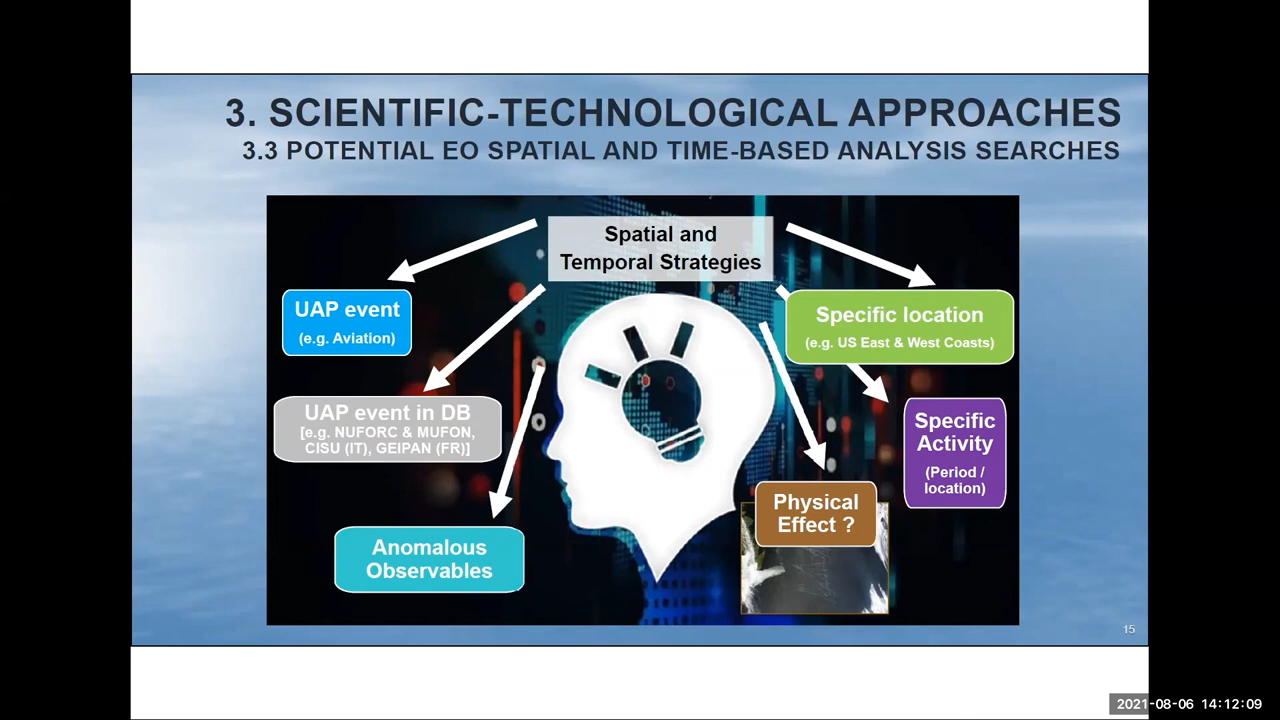 3. SCIENTIFIC-TECHNOLOGICAL APPROACHES
3.3 POTENTIAL EO SPATIAL AND TIME-BASED ANALYSIS SEARCHES
Spatial and
Temporal Strategies
UAP event
(e.g. Aviation)
UAP event in DB
[e.g. NUFORC & MUFON,
CISU (IT), GEIPAN (FR)]
Anomalous
Observables
Specific location
(e.g. US East & West Coasts)
Specific
Activity
(Period /
location)
Physical
Effect ?
15
2021-08-06 14:12:09